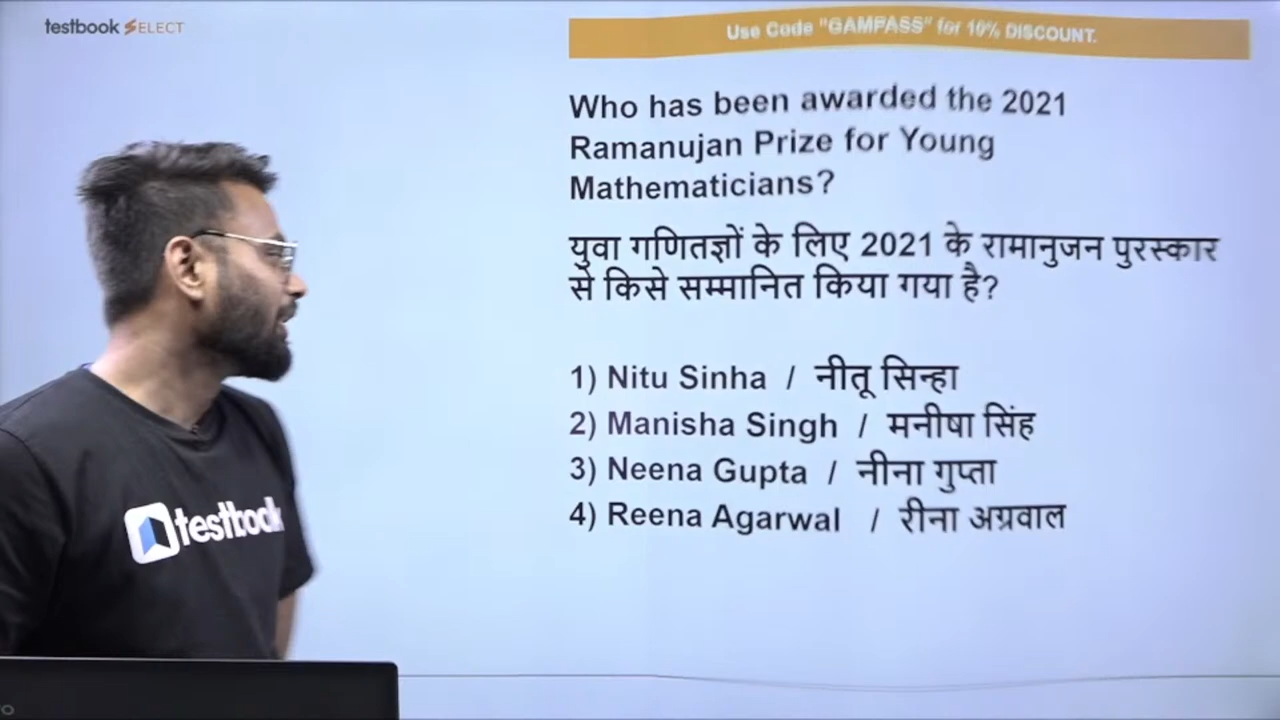 testbook SELECT
Use Code "GAMPASS" for 10% DISCOUNT.
Who has been awarded the 2021
Ramanujan Prize for Young
Mathematicians?
युवा गणितज्ञों के लिए 2021 के रामानुजन पुरस्कार
से किसे सम्मानित किया गया है?
1) Nitu Sinha / नीतू सिन्हा
2) Manisha Singh / मनीषा सिंह
3) Neena Gupta / नीना गुप्ता
4) Reena Agarwal / रीना अग्रवाल
testbook